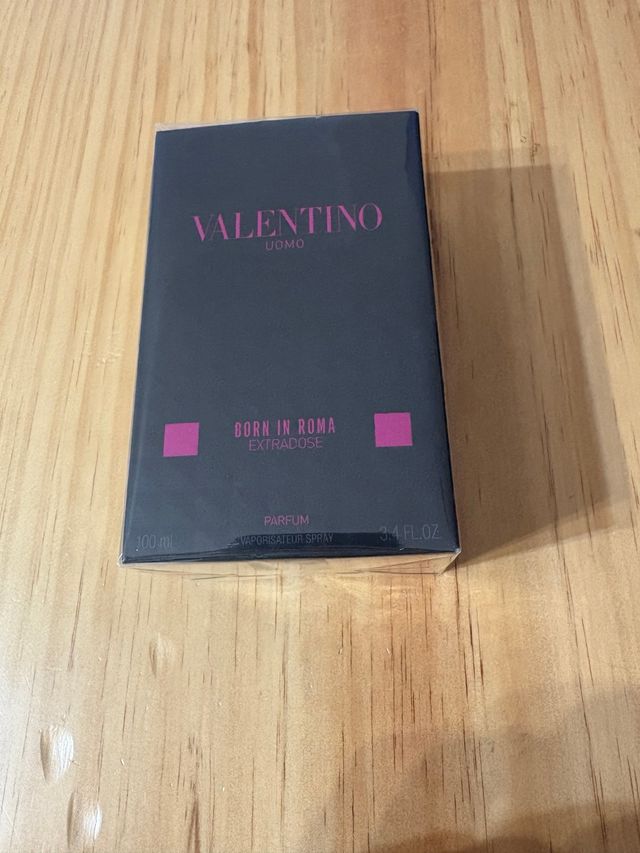 VALENTINO
UOMO
BORN IN ROMA
EXTRADOSE
PARFUM
100 ml
VAPORISATEUR SPRAY
3.4 FL.OZ.